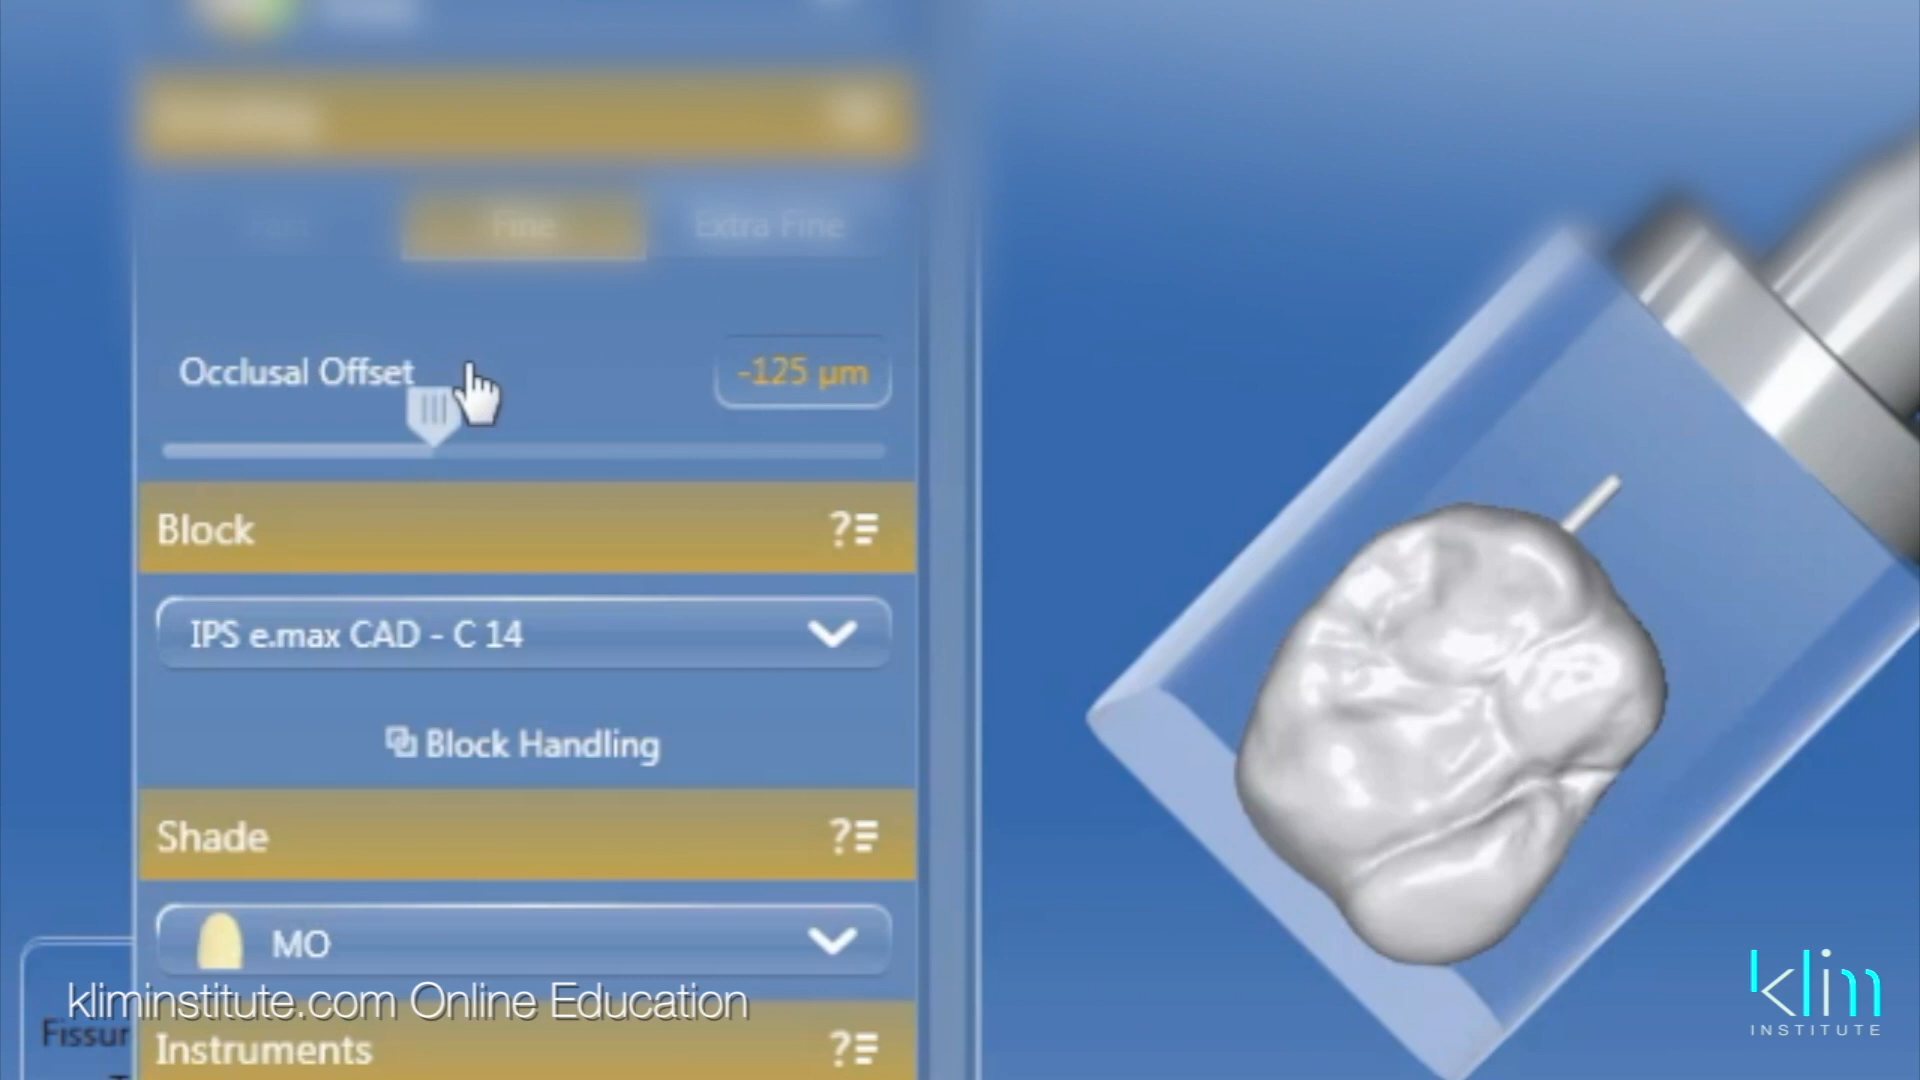 Fast Fine Extra Fine
Occlusal Offset -125 µm
Block ?
IPS e.max CAD - C 14
Block Handling
Shade ?
MO
kliminstitute.com Online Education
Fissur
Instruments ?
klim
INSTITUTE